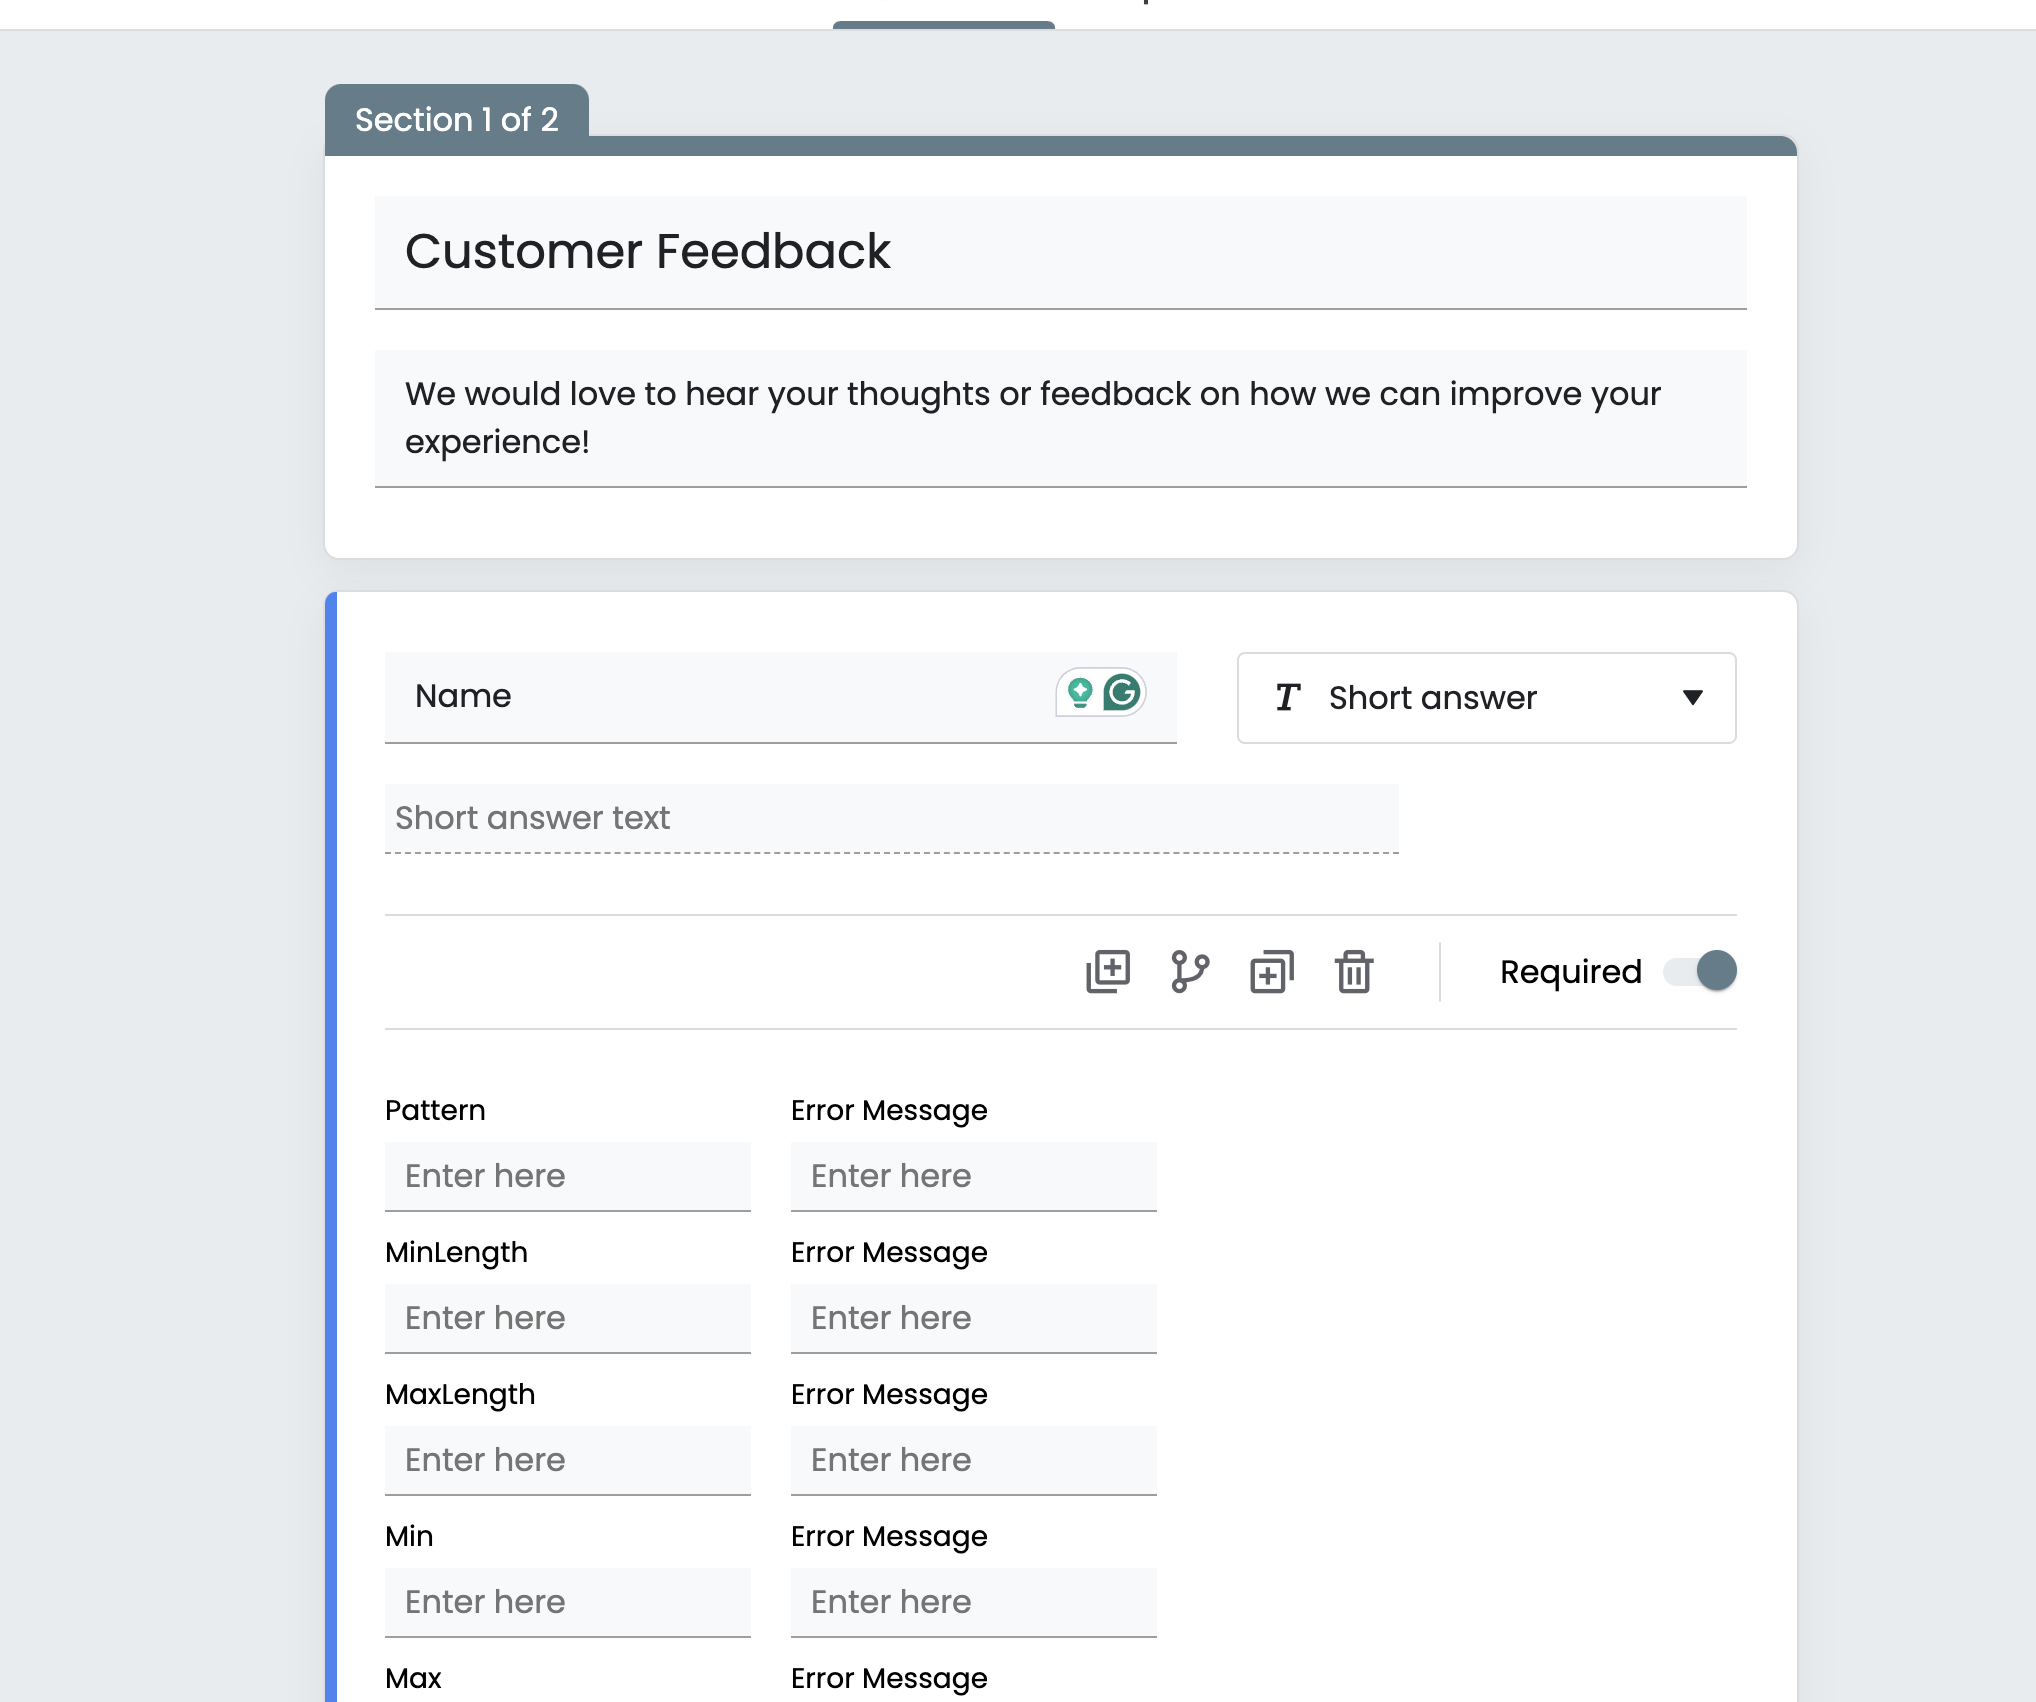 Section 1 of 2
Customer Feedback
We would love to hear your thoughts or feedback on how we can improve your
experience!
Name
Short answer
Short answer text
Required
Pattern Error Message
Enter here Enter here
MinLength Error Message
Enter here Enter here
MaxLength Error Message
Enter here Enter here
Min Error Message
Enter here Enter here
Max Error Message